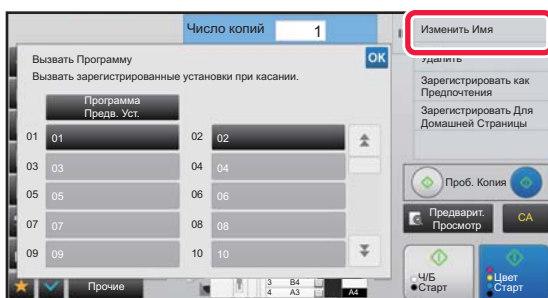 Число копий 1
Изменить Имя
Вызвать Программу
OK
Удалить
Вызвать зарегистрированные установки при касании.
Зарегистрировать как
Предпочтения
Программа
Предв. Уст.
Зарегистрировать Для
Домашней Страницы
01 01
02 02
03 03
04 04
05 05
06 06
Проб. Копия
07 07
08 08
Предварит.
Просмотр
CA
09 09
10 10
Прочие
3 B4
4 A3
A4
Ч/Б
Старт
Цвет
Старт